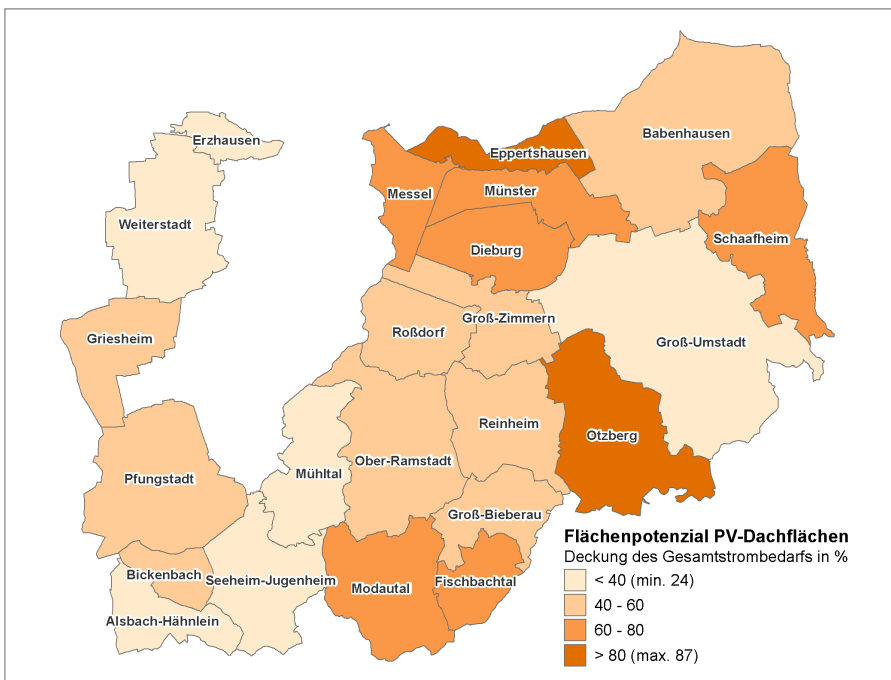 Babenhausen
Erzhausen
Eppertshausen
Messel
Münster
Weiterstadt
Schaafheim
Dieburg
Groß-Zimmern
Roßdorf
Griesheim
Groß-Umstadt
Reinheim
Otzberg
Ober-Ramstadt
Mühltal
Pfungstadt
Groß-Bieberau
Bickenbach
Seeheim-Jugenheim
Modautal
Fischbachtal
Alsbach-Hähnlein
Flächenpotenzial PV-Dachflächen
Deckung des Gesamtstrombedarfs in %
< 40 (min. 24)
40 - 60
60 - 80
> 80 (max. 87)